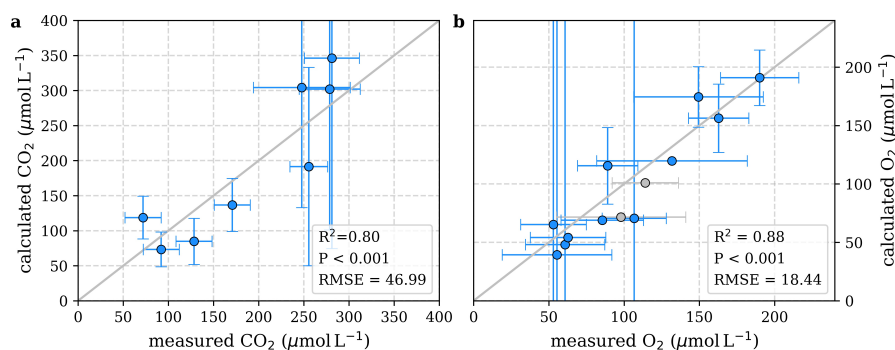 a
400
350
300
250
200
150
100
50
0
calculated CO₂ (μmol L⁻¹)
R²=0.80
P < 0.001
RMSE = 46.99
0 50 100 150 200 250 300 350 400
measured CO₂ (μmol L⁻¹)
b
200
150
100
50
0
calculated O₂ (μmol L⁻¹)
R² = 0.88
P < 0.001
RMSE = 18.44
0 50 100 150 200
measured O₂ (μmol L⁻¹)